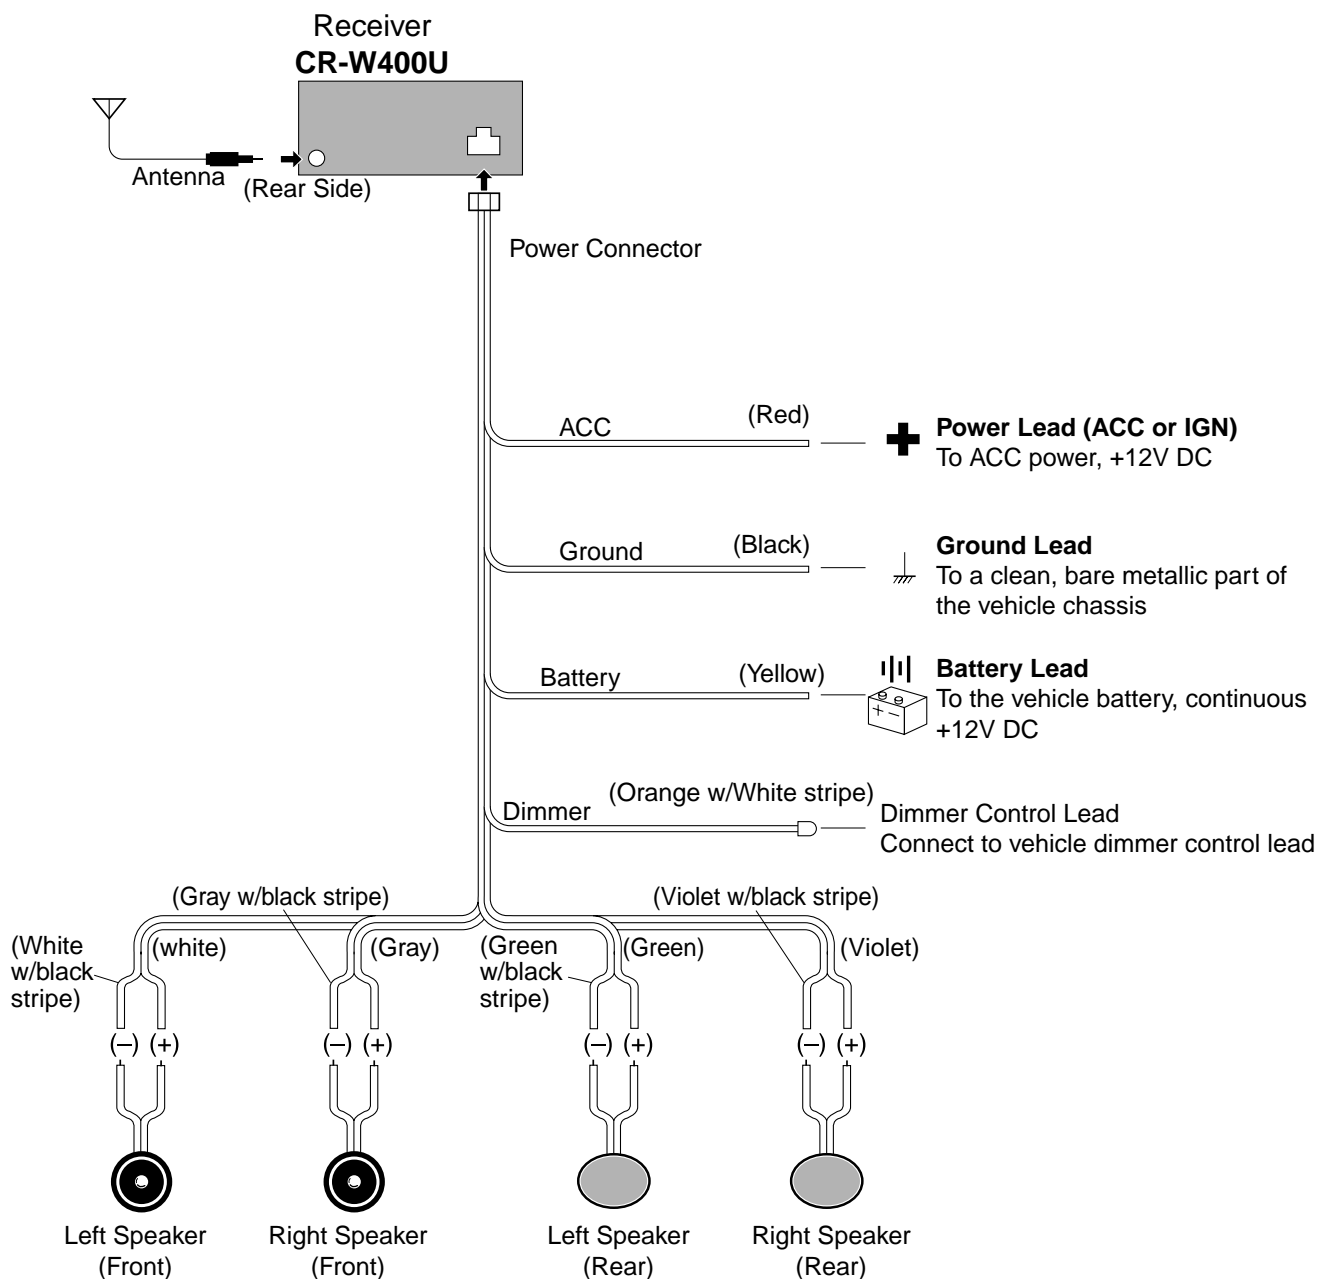 Receiver
CR-W400U
Antenna
(Rear Side)
Power Connector
ACC
(Red)
Power Lead (ACC or IGN)
To ACC power, +12V DC
Ground
(Black)
Ground Lead
To a clean, bare metallic part of
the vehicle chassis
Battery
(Yellow)
+ −
Battery Lead
To the vehicle battery, continuous
+12V DC
Dimmer
(Orange w/White stripe)
Dimmer Control Lead
Connect to vehicle dimmer control lead
(Gray w/black stripe)
(Violet w/black stripe)
(White
w/black
stripe)
(white)
(Gray)
(Green
w/black
stripe)
(Green)
(Violet)
(−) (+)
(−) (+)
(−) (+)
(−) (+)
Left Speaker
(Front)
Right Speaker
(Front)
Left Speaker
(Rear)
Right Speaker
(Rear)